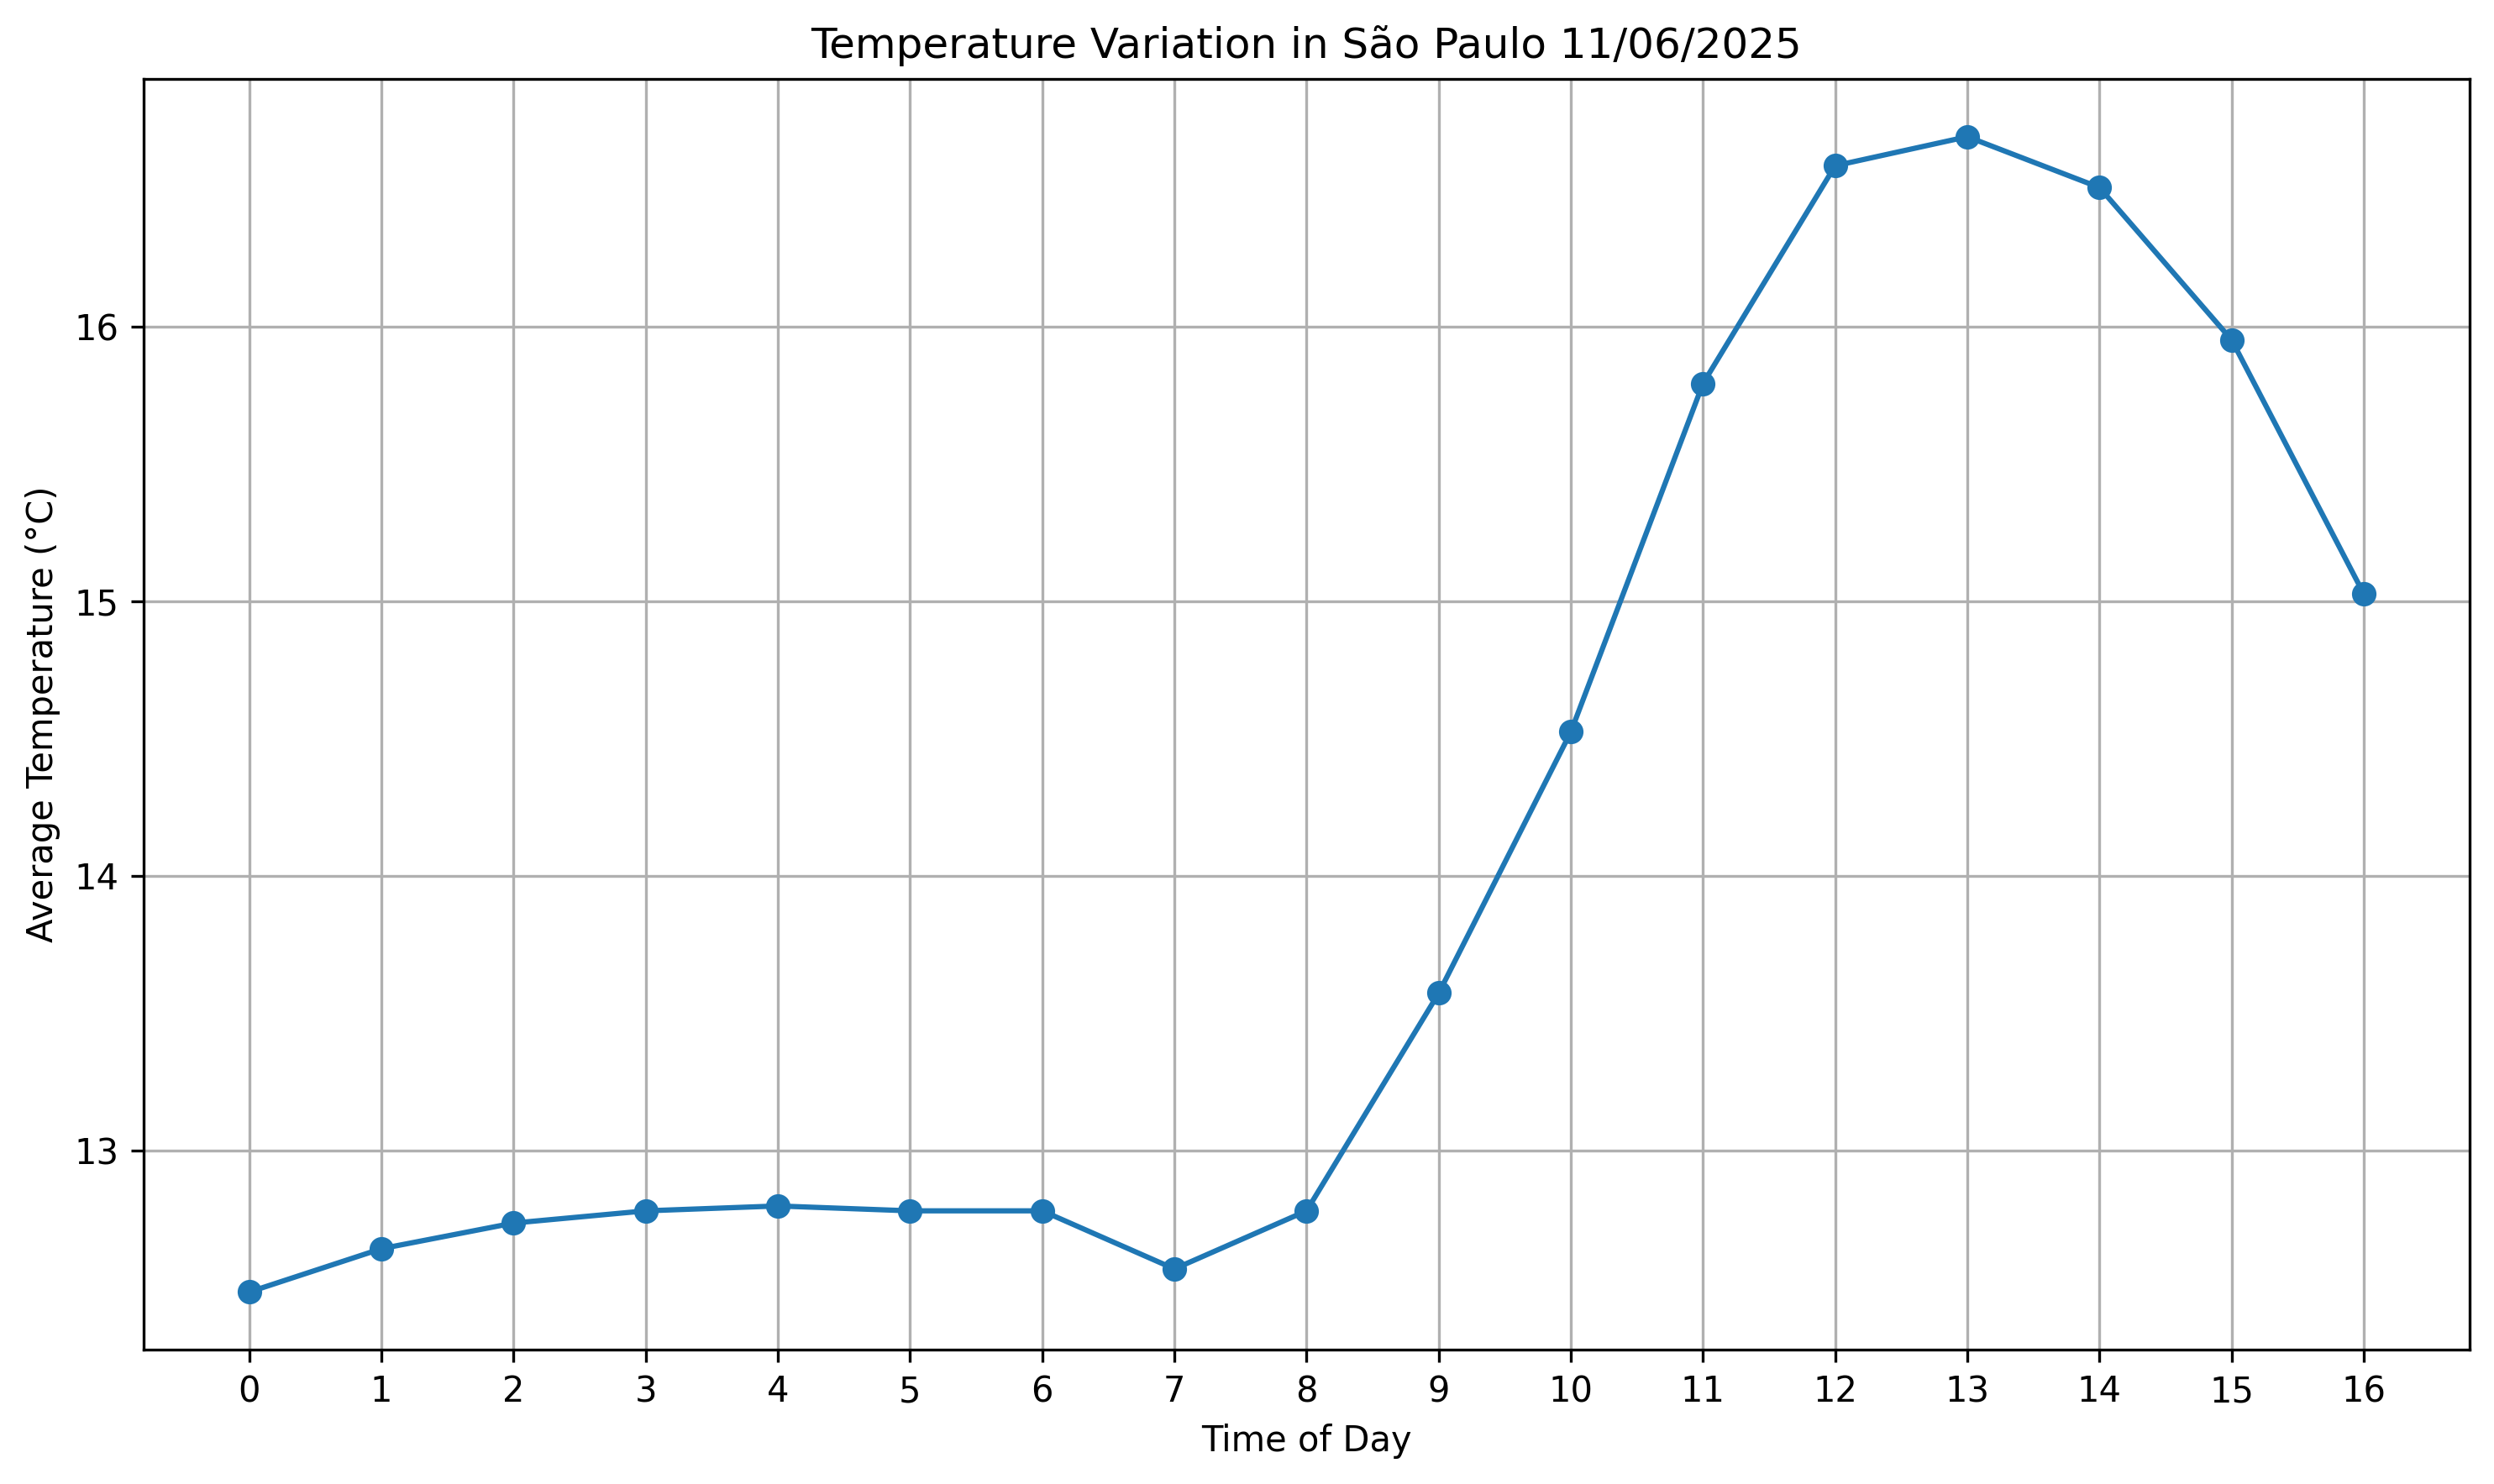 Temperature Variation in São Paulo 11/06/2025
Average Temperature (°C)
16
15
14
13
0 1 2 3 4 5 6 7 8 9 10 11 12 13 14 15 16
Time of Day